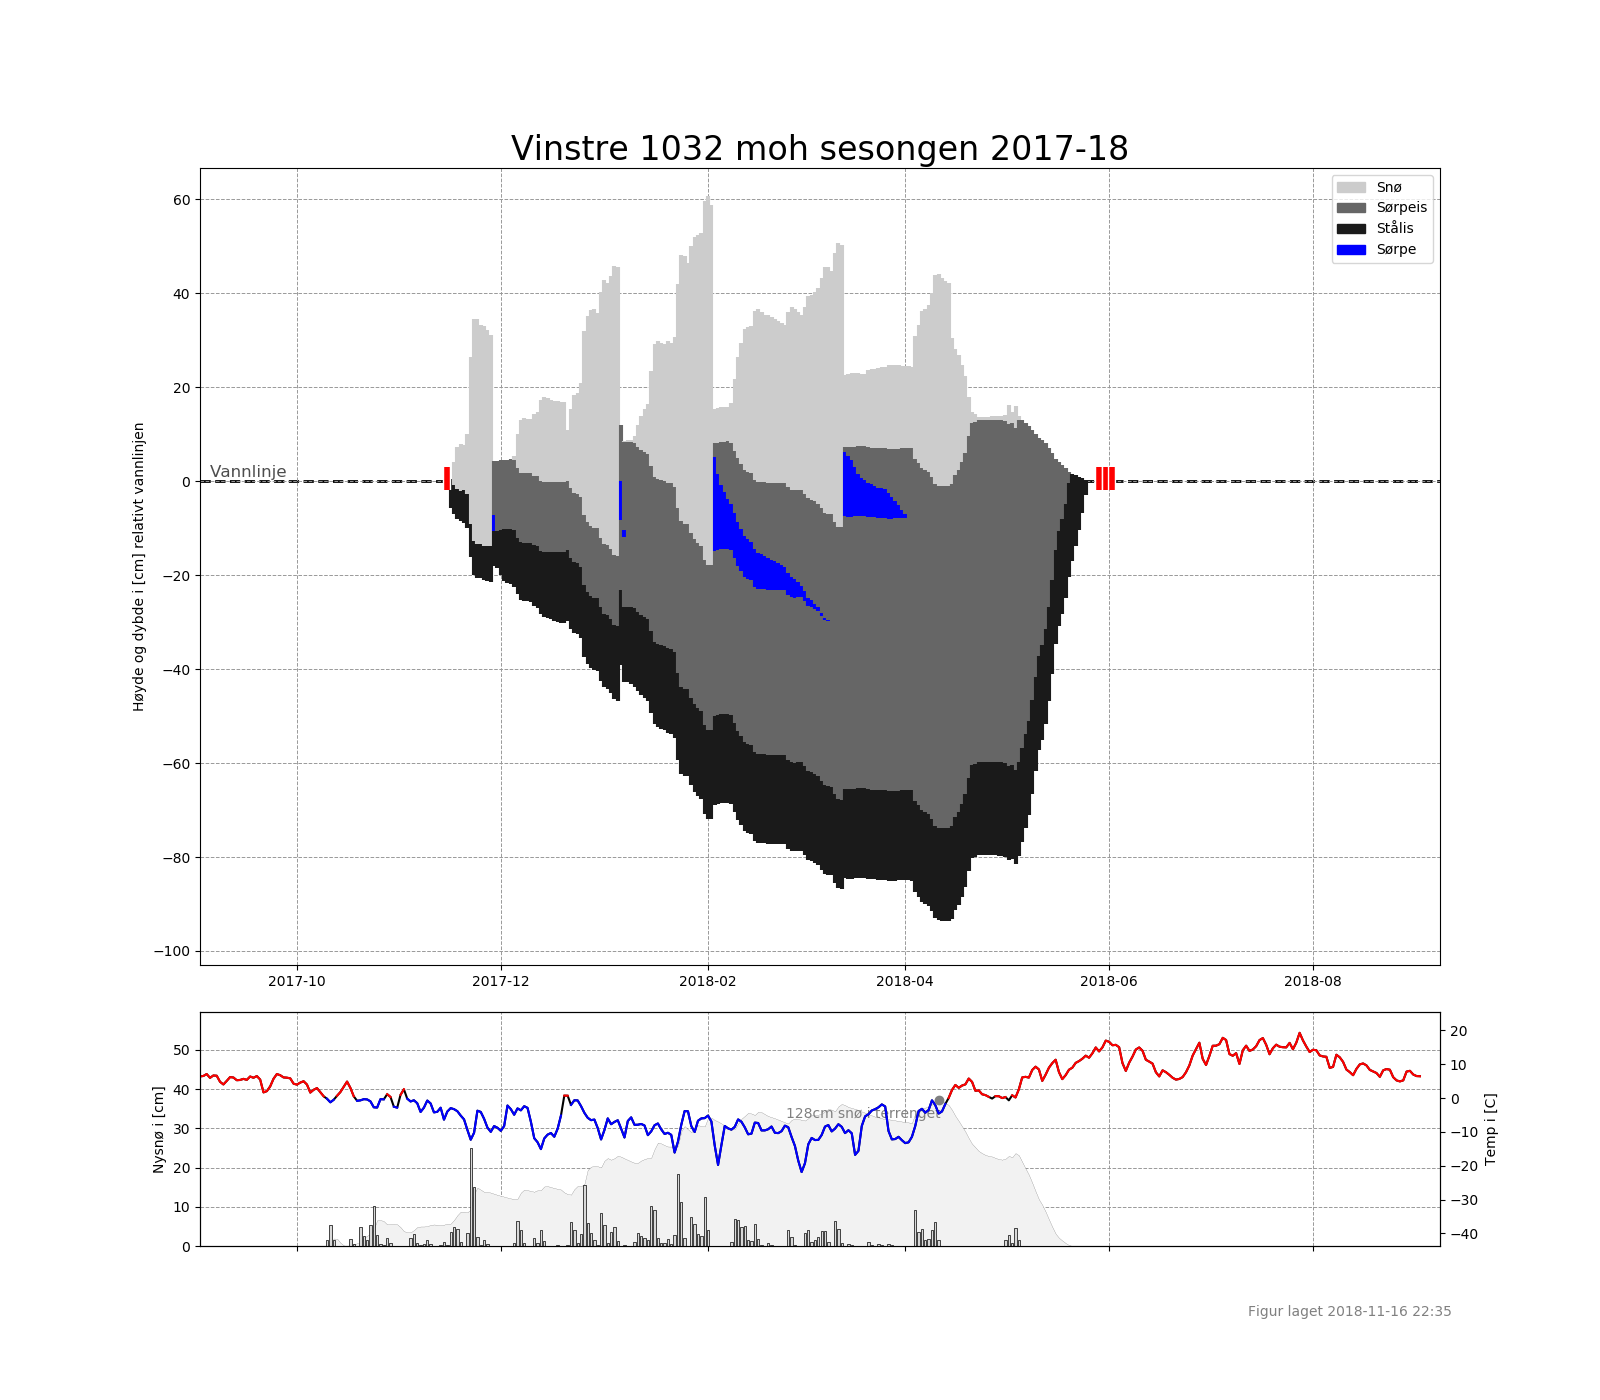 Vinstre 1032 moh sesongen 2017-18
Snø
Sørpeis
Stålis
Sørpe
Vannlinje
Høyde og dybde i [cm] relativt vannlinjen
60
40
20
0
−20
−40
−60
−80
−100
2017-10 2017-12 2018-02 2018-04 2018-06 2018-08
Nysnø i [cm]
50
40
30
20
10
0
128cm snø i terrenget
20
10
0
−10
−20
−30
−40
Temp i [C]
Figur laget 2018-11-16 22:35